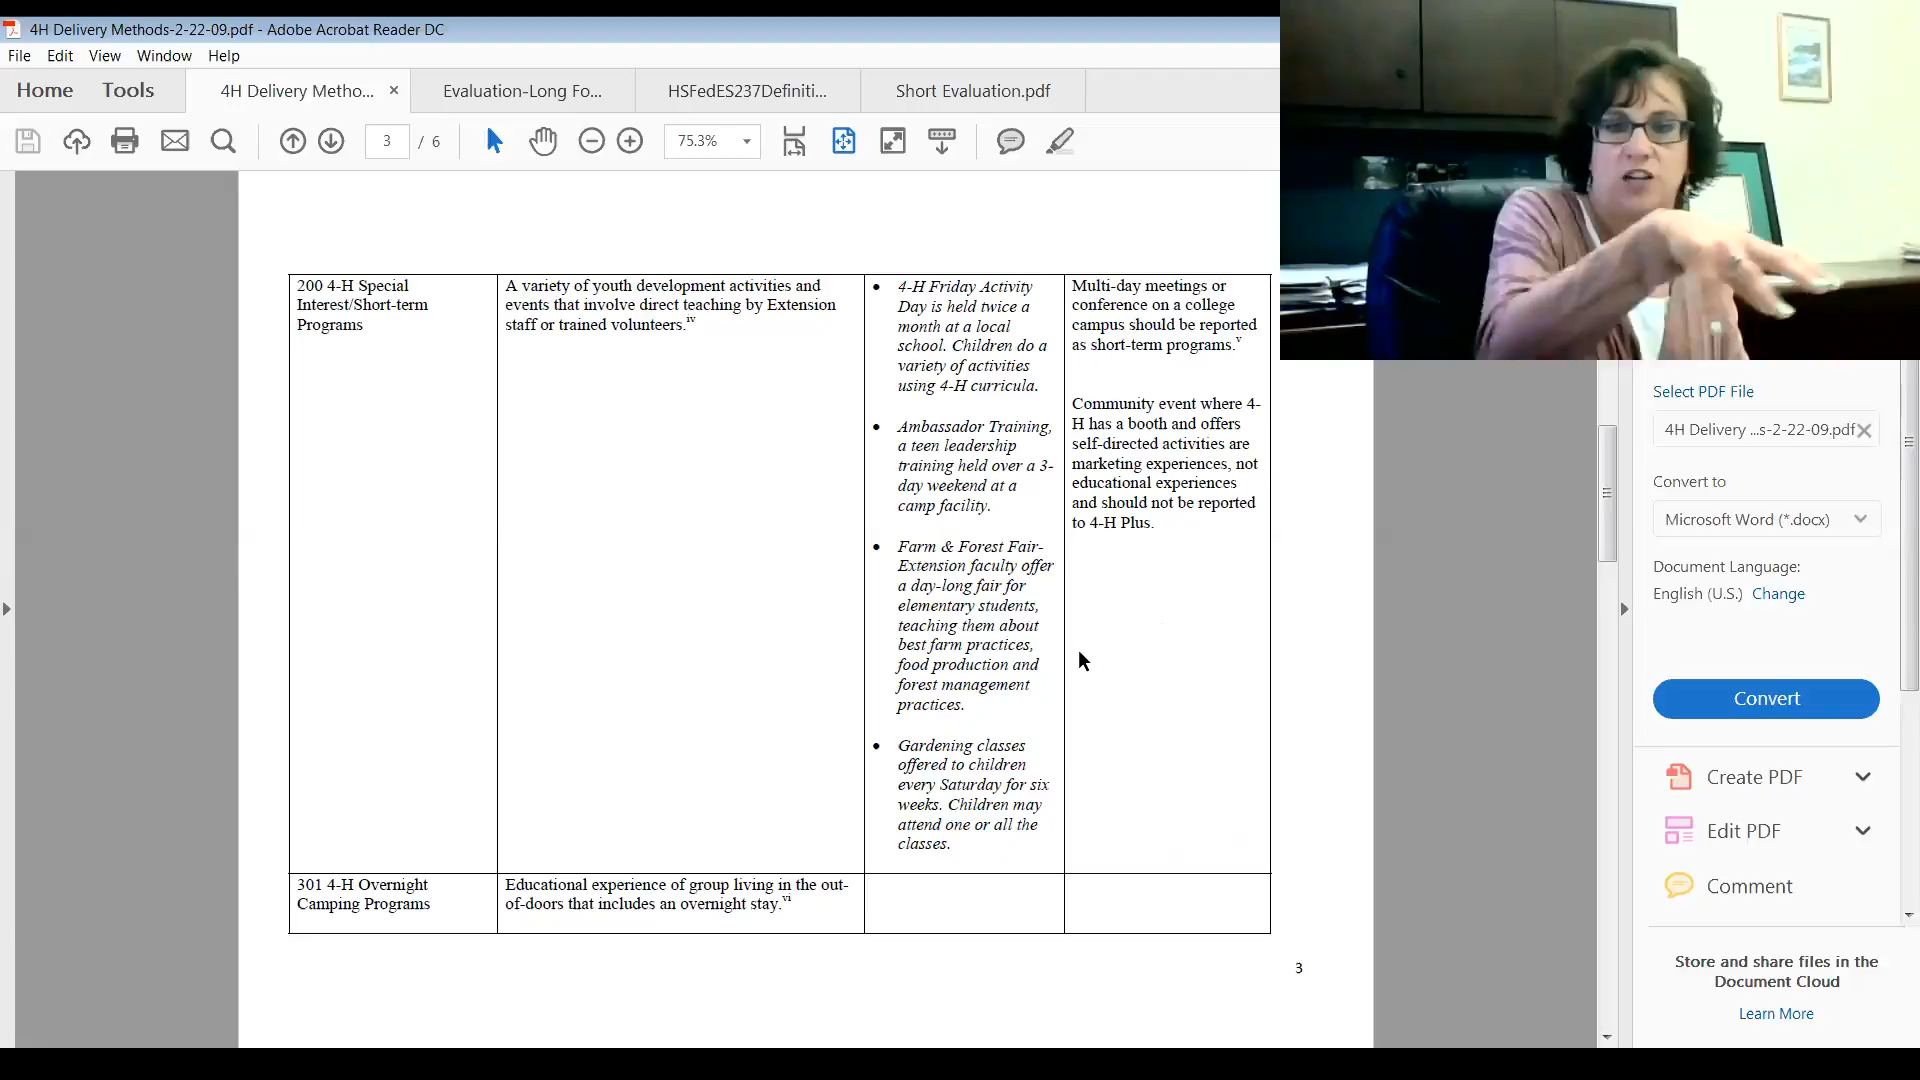 4H Delivery Methods-2-22-09.pdf - Adobe Acrobat Reader DC
File Edit View Window Help
Home Tools 4H Delivery Metho... × Evaluation-Long Fo... HSFedES237Definiti... Short Evaluation.pdf
3 / 6 75.3%
200 4-H Special
Interest/Short-term
Programs
A variety of youth development activities and
events that involve direct teaching by Extension
staff or trained volunteers.iv
• 4-H Friday Activity
Day is held twice a
month at a local
school. Children do a
variety of activities
using 4-H curricula.
• Ambassador Training,
a teen leadership
training held over a 3-
day weekend at a
camp facility.
• Farm & Forest Fair-
Extension faculty offer
a day-long fair for
elementary students,
teaching them about
best farm practices,
food production and
forest management
practices.
• Gardening classes
offered to children
every Saturday for six
weeks. Children may
attend one or all the
classes.
Multi-day meetings or
conference on a college
campus should be reported
as short-term programs.v
Community event where 4-
H has a booth and offers
self-directed activities are
marketing experiences, not
educational experiences
and should not be reported
to 4-H Plus.
301 4-H Overnight
Camping Programs
Educational experience of group living in the out-
of-doors that includes an overnight stay.vi
3
Select PDF File
4H Delivery ...s-2-22-09.pdf
Convert to
Microsoft Word (*.docx)
Document Language:
English (U.S.) Change
Convert
Create PDF
Edit PDF
Comment
Store and share files in the
Document Cloud
Learn More